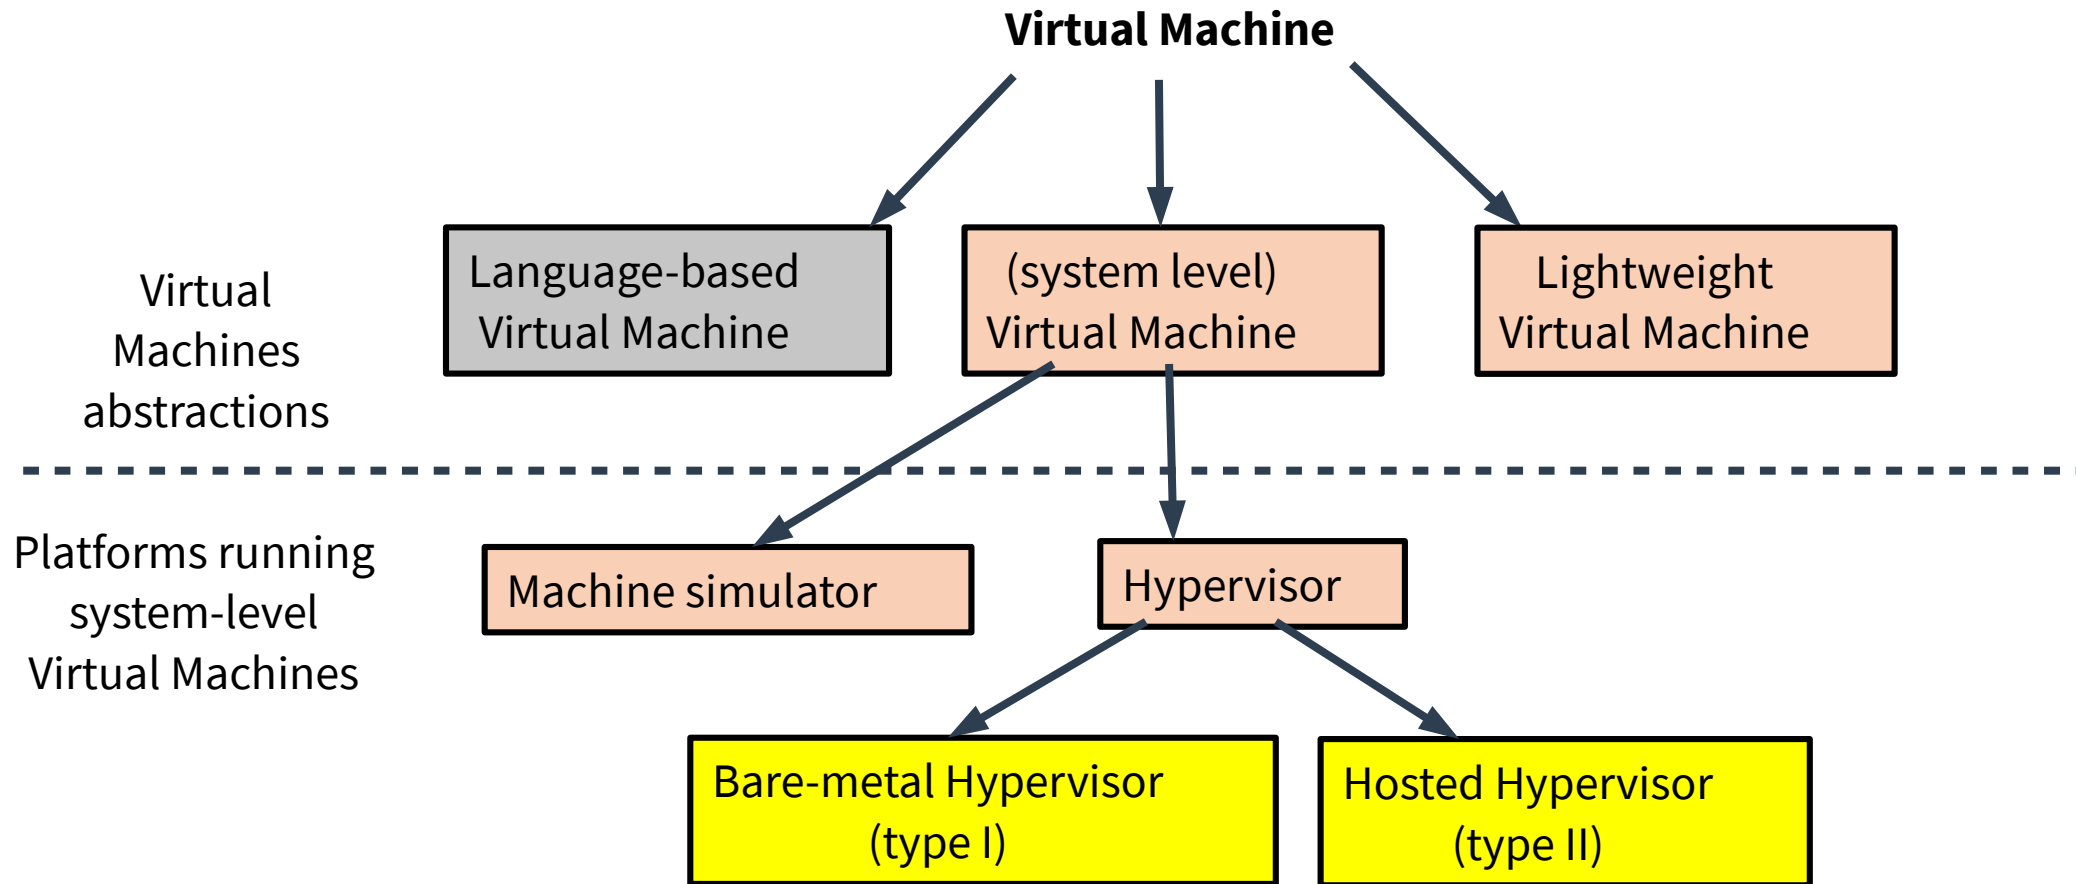 Virtual Machine
Language-based
Virtual Machine
(system level)
Virtual Machine
Lightweight
Virtual Machine
Virtual
Machines
abstractions
Platforms running
system-level
Virtual Machines
Machine simulator
Hypervisor
Bare-metal Hypervisor
(type I)
Hosted Hypervisor
(type II)